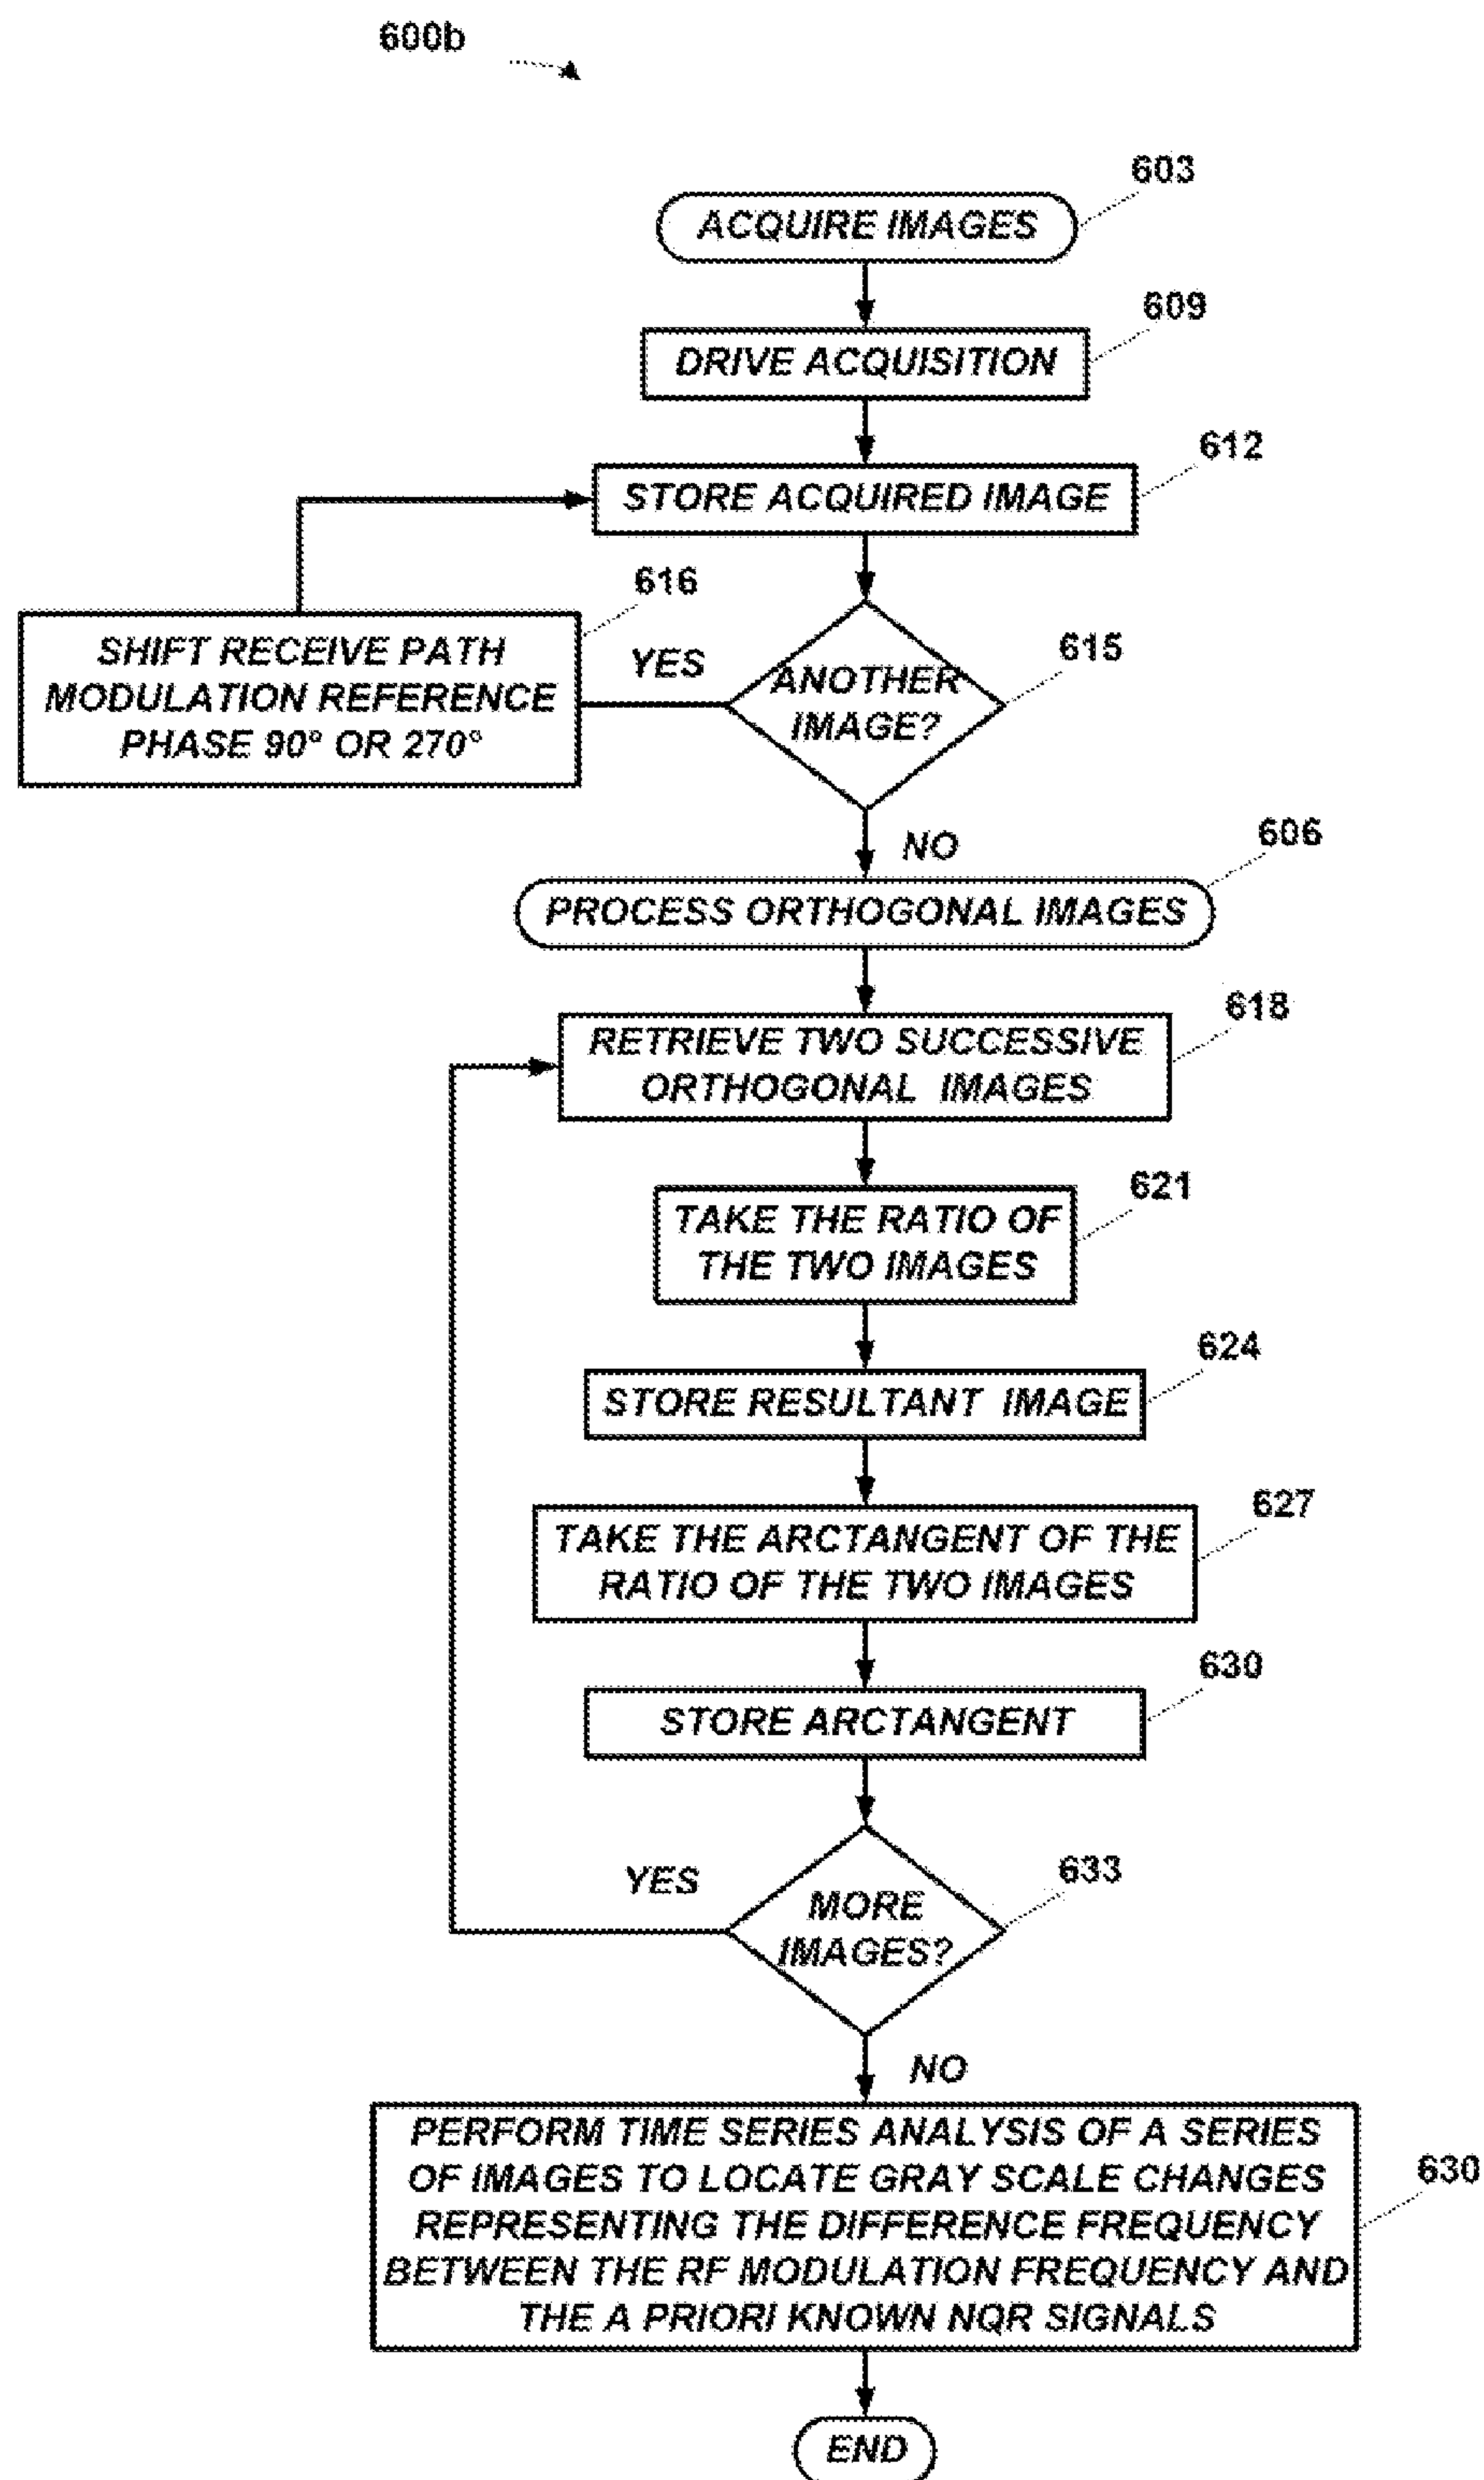 600b
603
ACQUIRE IMAGES
609
DRIVE ACQUISITION
612
STORE ACQUIRED IMAGE
616
SHIFT RECEIVE PATH
MODULATION REFERENCE
PHASE 90° OR 270°
YES
615
ANOTHER
IMAGE?
NO
606
PROCESS ORTHOGONAL IMAGES
618
RETRIEVE TWO SUCCESSIVE
ORTHOGONAL IMAGES
621
TAKE THE RATIO OF
THE TWO IMAGES
624
STORE RESULTANT IMAGE
627
TAKE THE ARCTANGENT OF THE
RATIO OF THE TWO IMAGES
630
STORE ARCTANGENT
YES
633
MORE
IMAGES?
NO
630
PERFORM TIME SERIES ANALYSIS OF A SERIES
OF IMAGES TO LOCATE GRAY SCALE CHANGES
REPRESENTING THE DIFFERENCE FREQUENCY
BETWEEN THE RF MODULATION FREQUENCY AND
THE A PRIORI KNOWN NQR SIGNALS
END